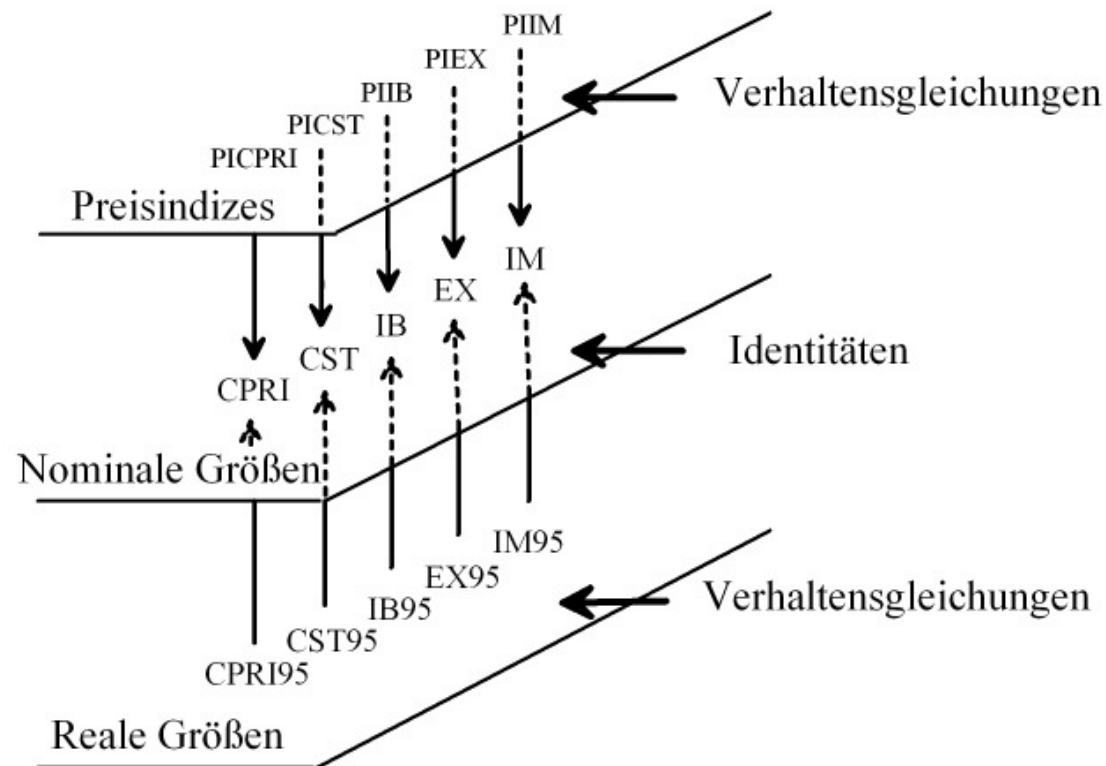 PIIM
PIEX
PIIB
Verhaltensgleichungen
PICST
PICPRI
Preisindizes
IM
EX
IB
Identitäten
CST
CPRI
Nominale Größen
IM95
EX95
IB95
Verhaltensgleichungen
CST95
CPRI95
Reale Größen